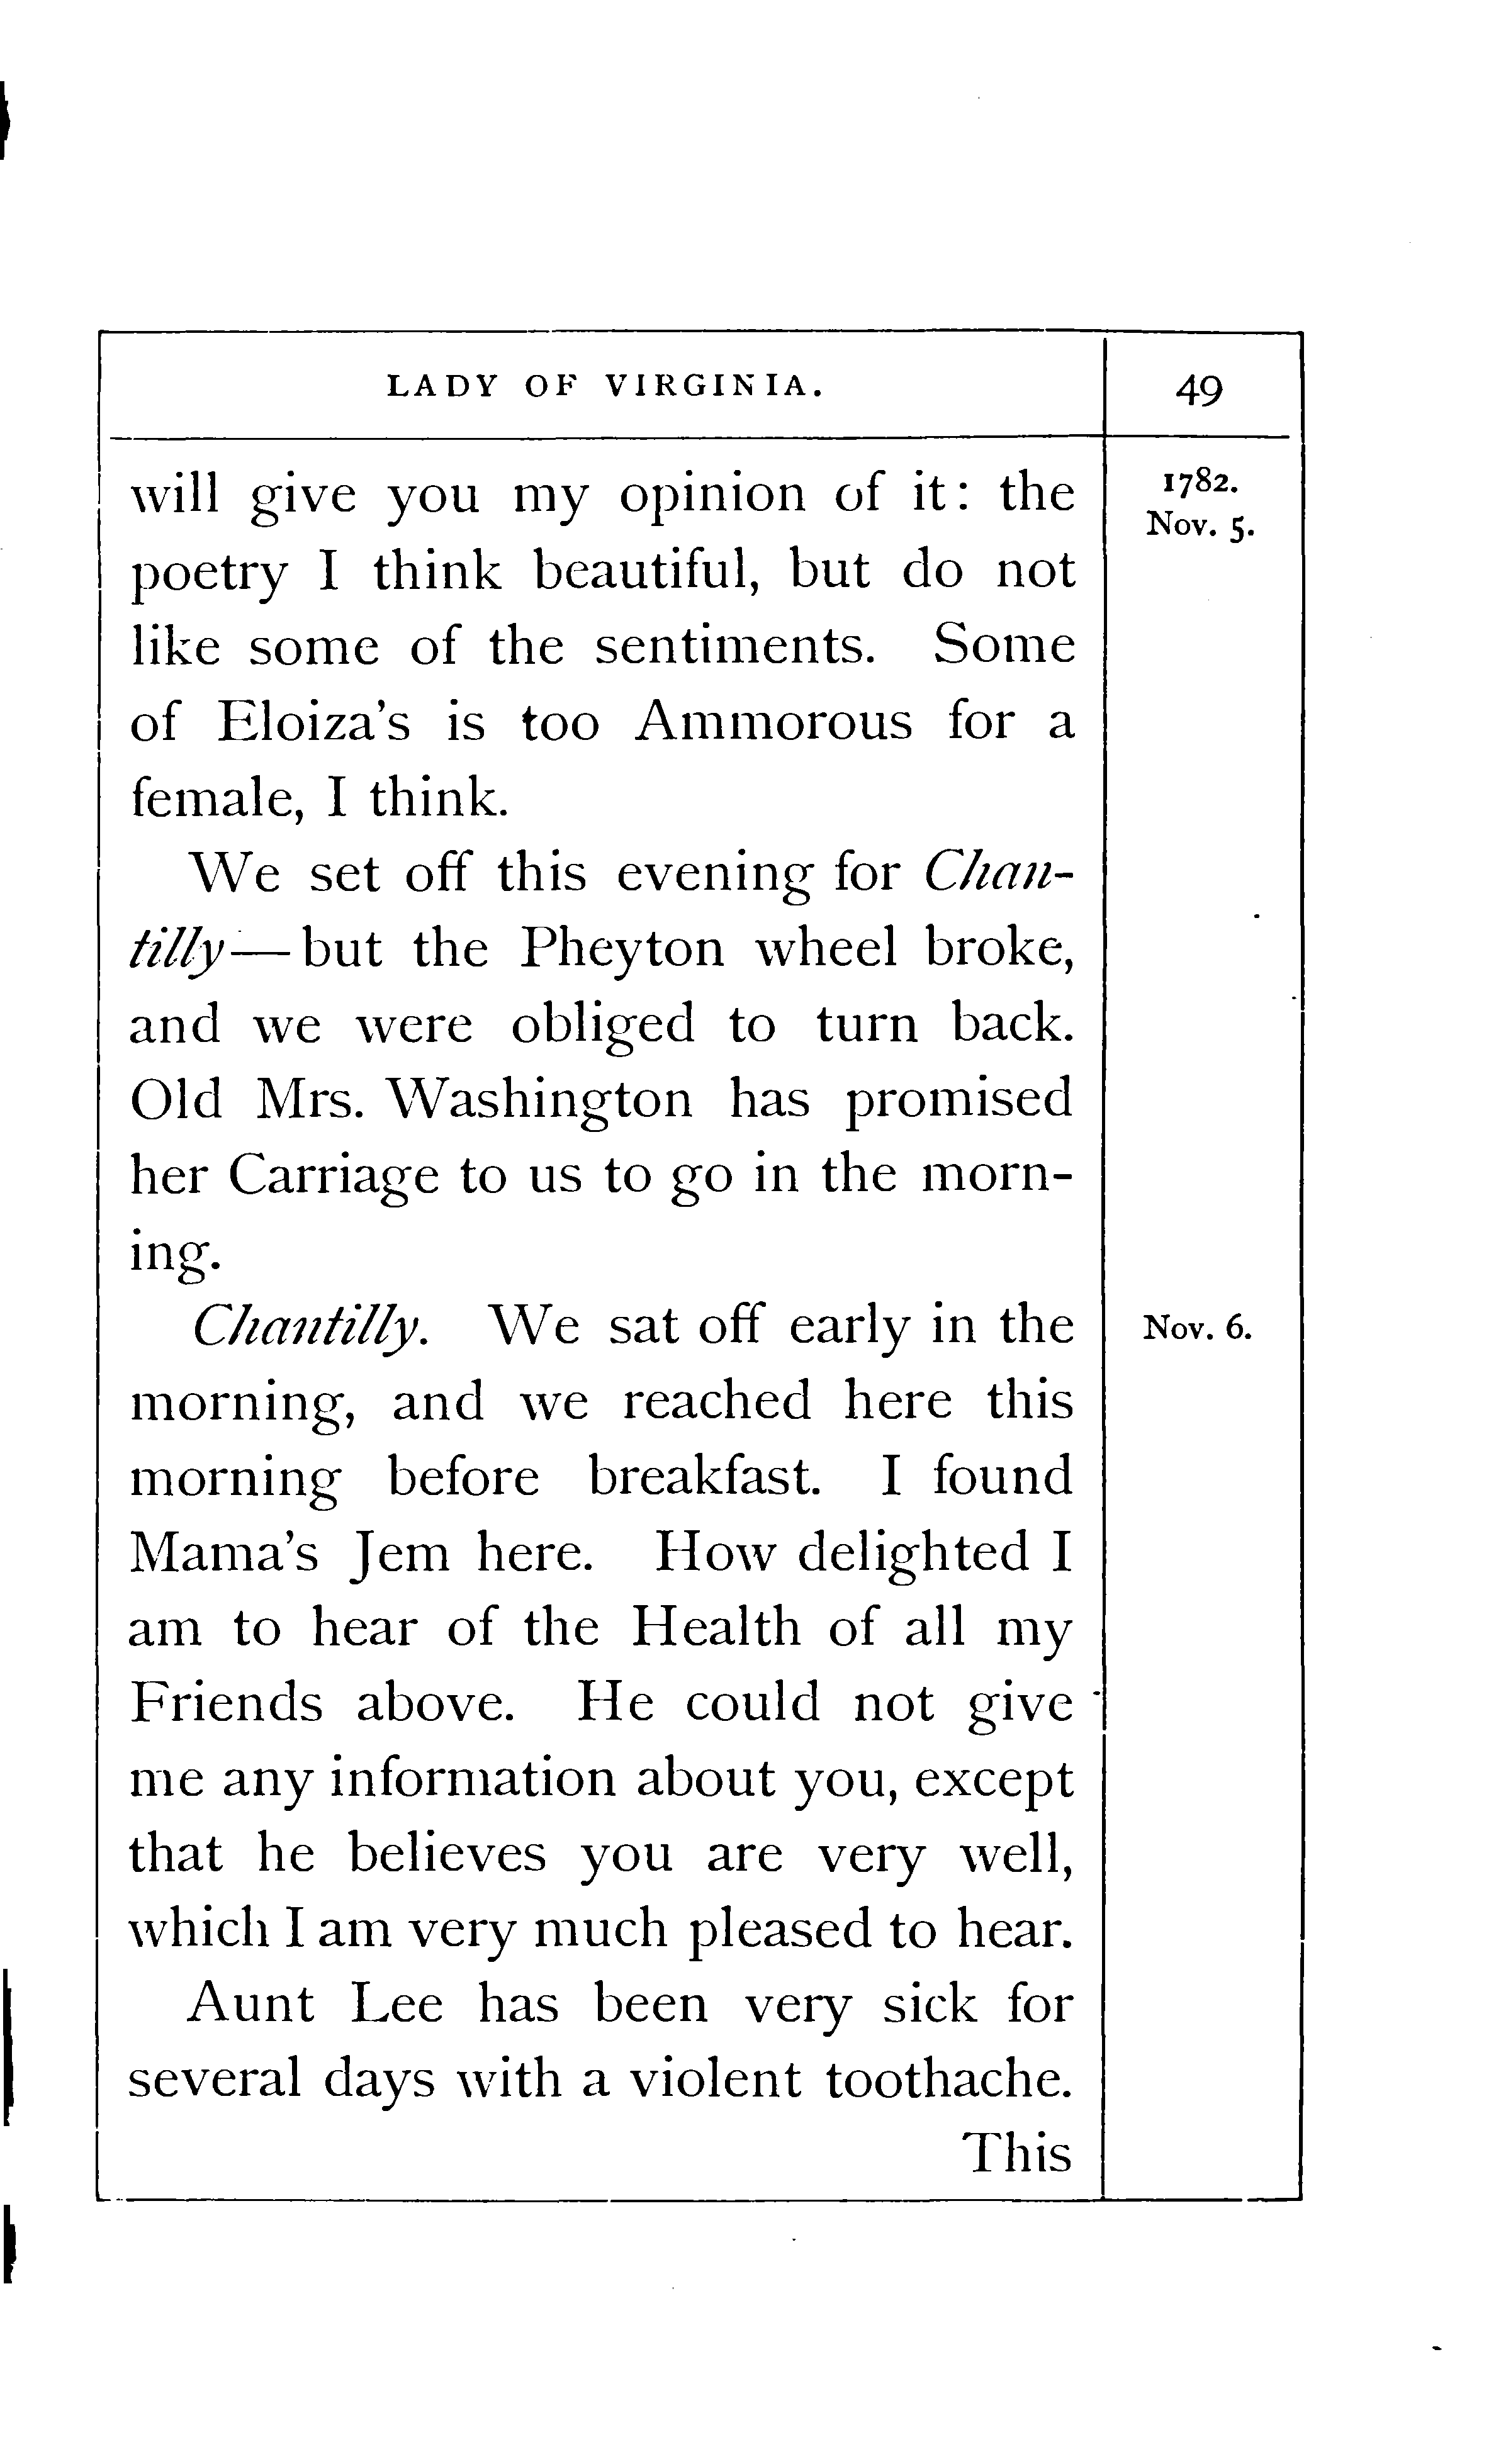 LADY OF VIRGINIA.
49
1782.
Nov. 5.
will give you my opinion of it: the
poetry I think beautiful, but do not
like some of the sentiments. Some
of Eloiza's is too Ammorous for a
female, I think.
We set off this evening for Chan-
tilly—but the Pheyton wheel broke,
and we were obliged to turn back.
Old Mrs. Washington has promised
her Carriage to us to go in the morn-
ing.
Nov. 6.
Chantilly. We sat off early in the
morning, and we reached here this
morning before breakfast. I found
Mama's Jem here. How delighted I
am to hear of the Health of all my
Friends above. He could not give
me any information about you, except
that he believes you are very well,
which I am very much pleased to hear.
Aunt Lee has been very sick for
several days with a violent toothache.
This